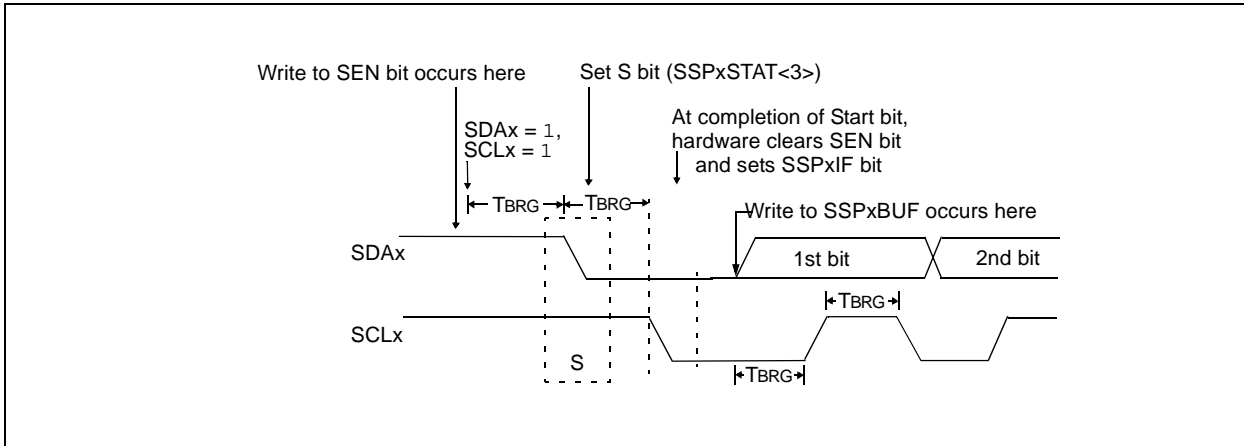 Write to SEN bit occurs here
Set S bit (SSPxSTAT<3>)
SDAx = 1,
SCLx = 1
At completion of Start bit,
hardware clears SEN bit
and sets SSPxIF bit
TBRG
TBRG
Write to SSPxBUF occurs here
SDAx
1st bit
2nd bit
TBRG
SCLx
S
TBRG